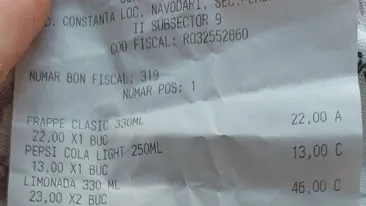 D. CONSTANTA LOC. NAVODARI, SEC.
II SUBSECTOR 9
COD FISCAL: RO32552860
NUMAR BON FISCAL: 319
NUMAR POS: 1
FRAPPE CLASIC 330ML 22,00 A
22,00 X1 BUC
PEPSI COLA LIGHT 250ML 13,00 C
13,00 X1 BUC
LIMONADA 330 ML 46,00 C
23,00 X2 BUC